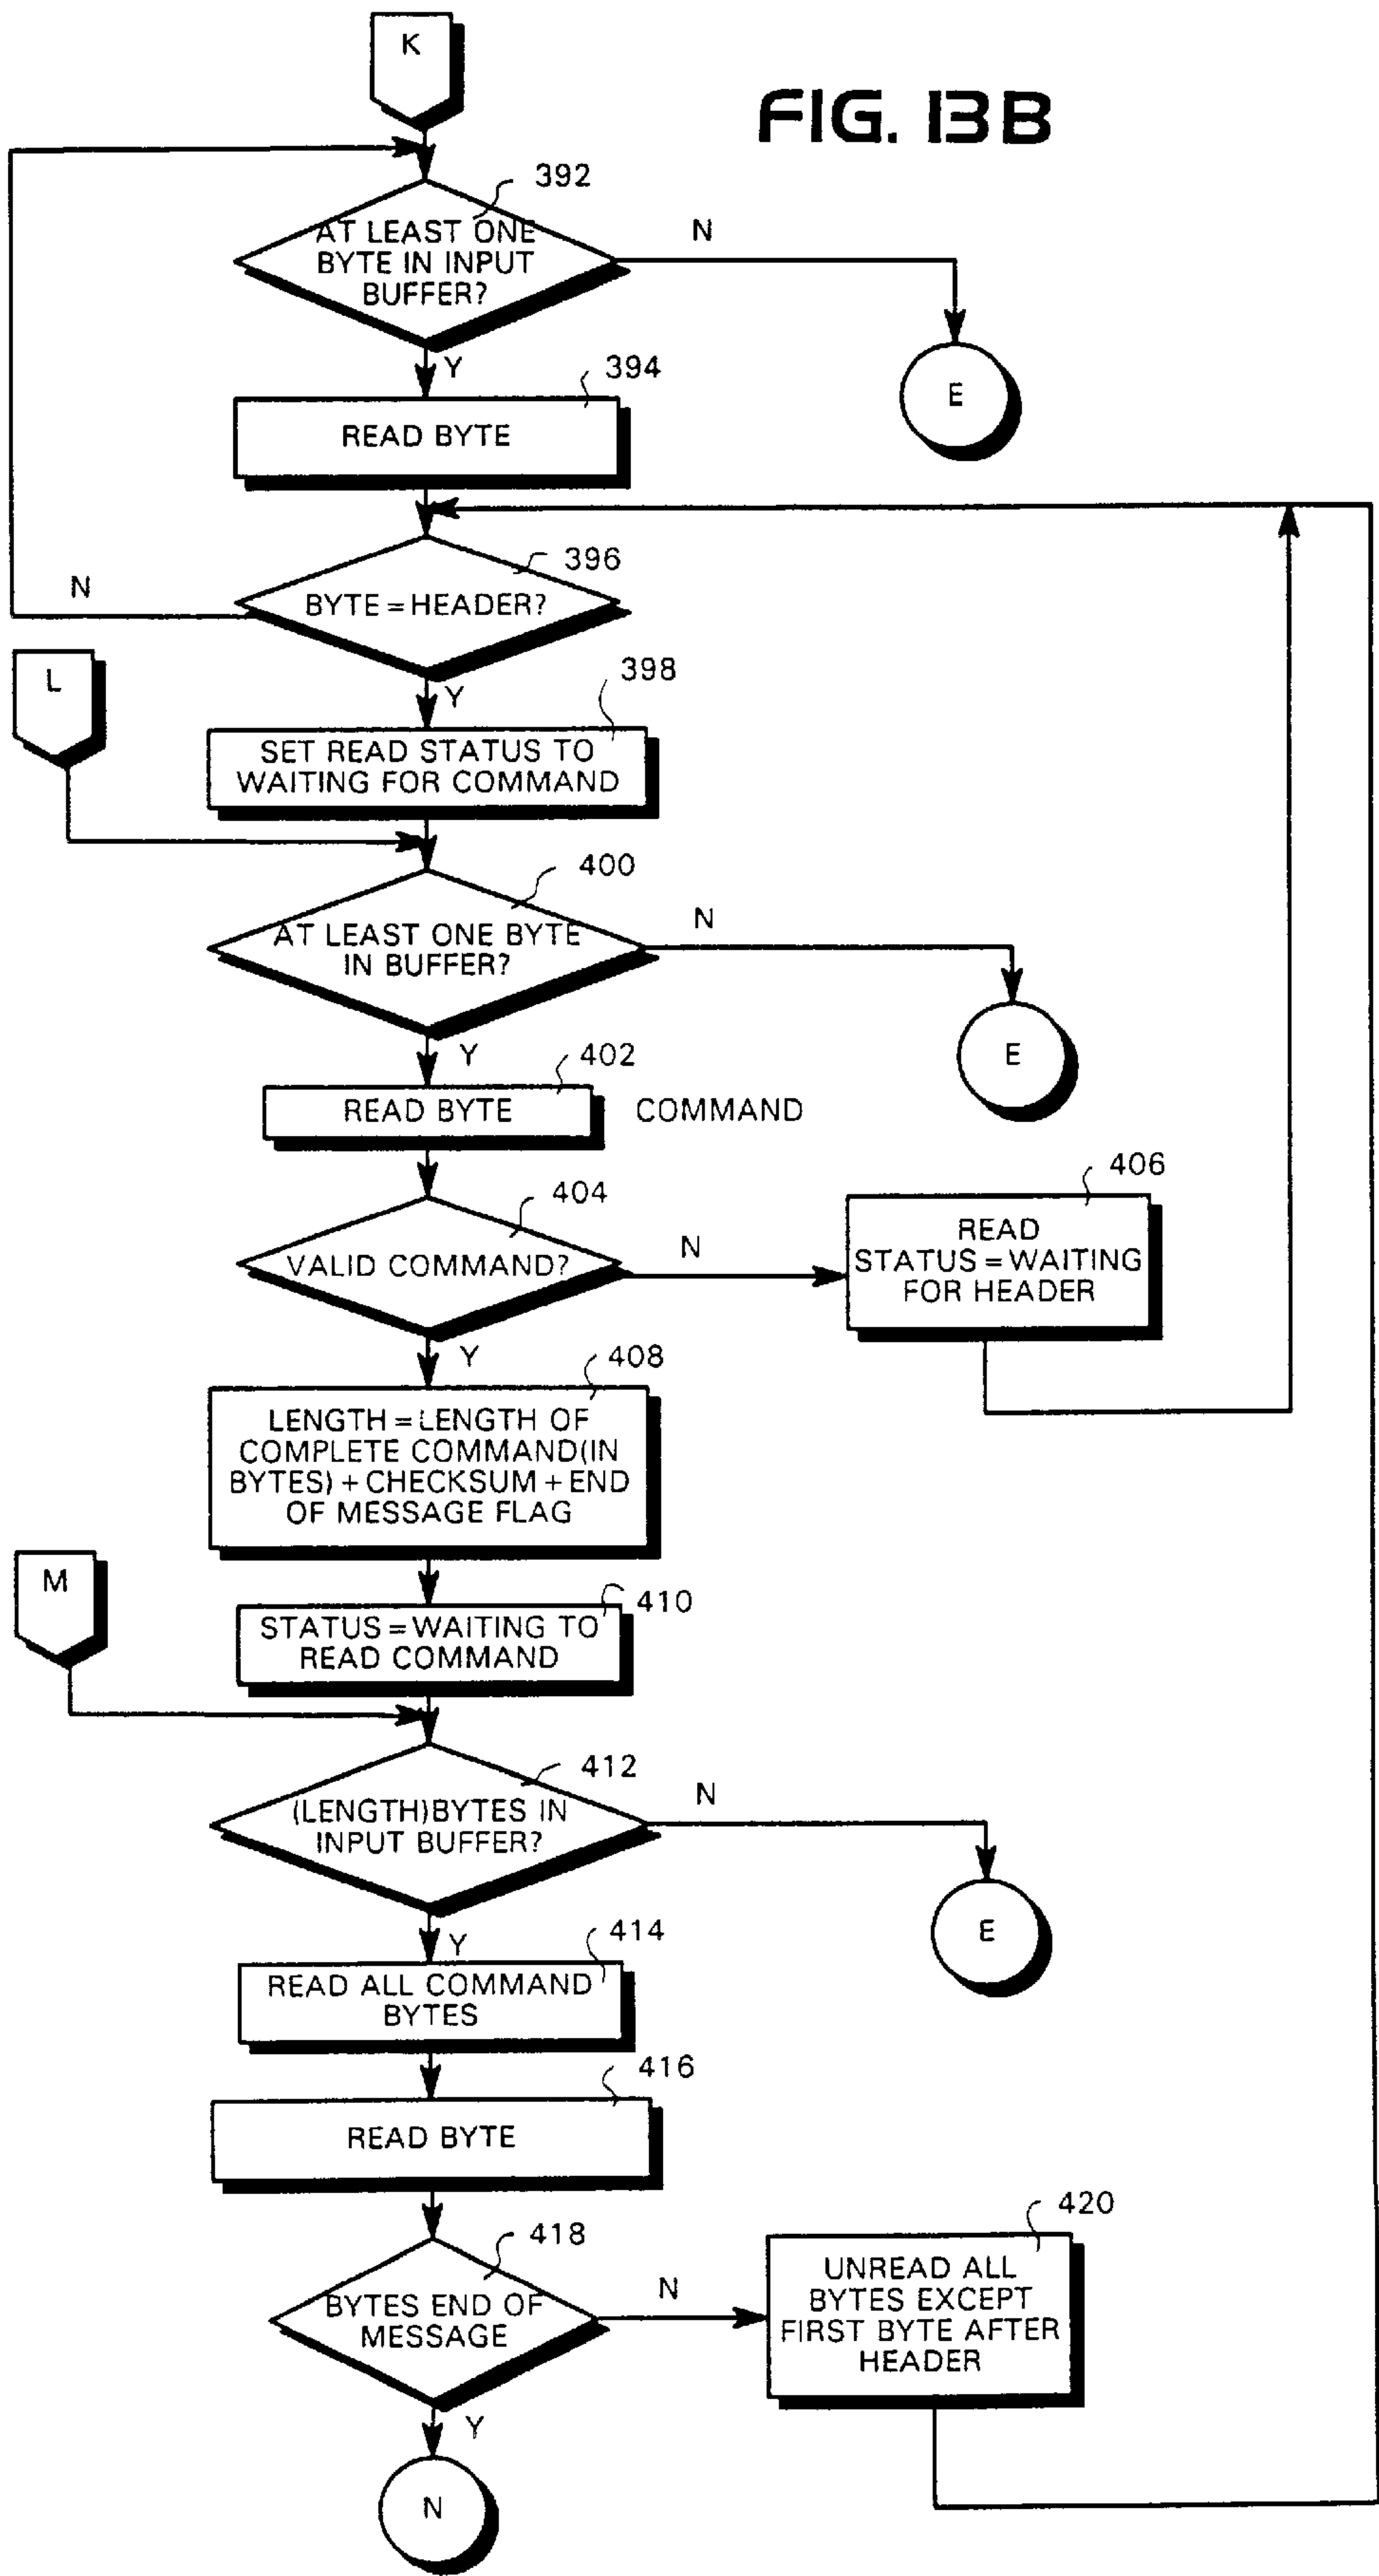 K
FIG. 13B
392
AT LEAST ONE
BYTE IN INPUT
BUFFER?
N
E
Y
394
READ BYTE
396
BYTE = HEADER?
N
L
Y
398
SET READ STATUS TO
WAITING FOR COMMAND
400
AT LEAST ONE BYTE
IN BUFFER?
N
E
Y
402
READ BYTE
COMMAND
404
VALID COMMAND?
N
406
READ
STATUS = WAITING
FOR HEADER
Y
408
LENGTH = LENGTH OF
COMPLETE COMMAND(IN
BYTES) + CHECKSUM + END
OF MESSAGE FLAG
M
410
STATUS = WAITING TO
READ COMMAND
412
(LENGTH)BYTES IN
INPUT BUFFER?
N
E
Y
414
READ ALL COMMAND
BYTES
416
READ BYTE
418
BYTES END OF
MESSAGE
N
420
UNREAD ALL
BYTES EXCEPT
FIRST BYTE AFTER
HEADER
Y
N